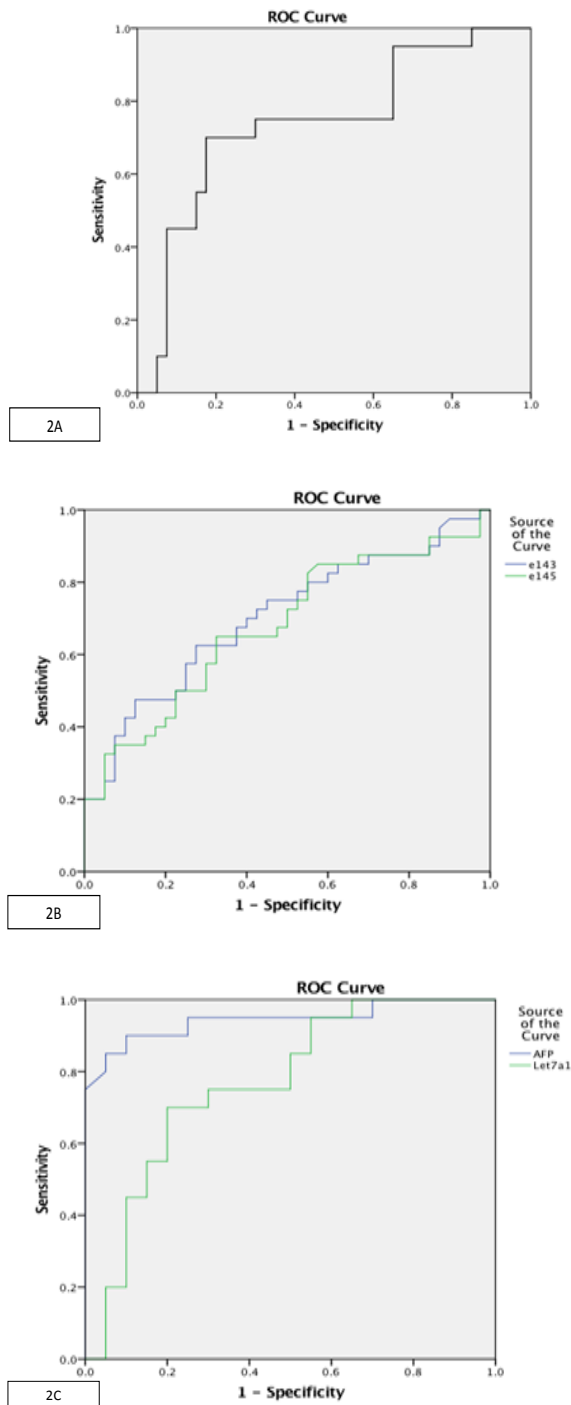 ROC Curve
1.0
0.8
0.6
0.4
0.2
0.0
Sensitivity
0.0 0.2 0.4 0.6 0.8 1.0
1 - Specificity
2A
ROC Curve
1.0
0.8
0.6
0.4
0.2
0.0
Sensitivity
0.0 0.2 0.4 0.6 0.8 1.0
1 - Specificity
Source
of the
Curve
e143
e145
2B
ROC Curve
1.0
0.8
0.6
0.4
0.2
0.0
Sensitivity
0.0 0.2 0.4 0.6 0.8 1.0
1 - Specificity
Source
of the
Curve
AFP
Let7a1
2C